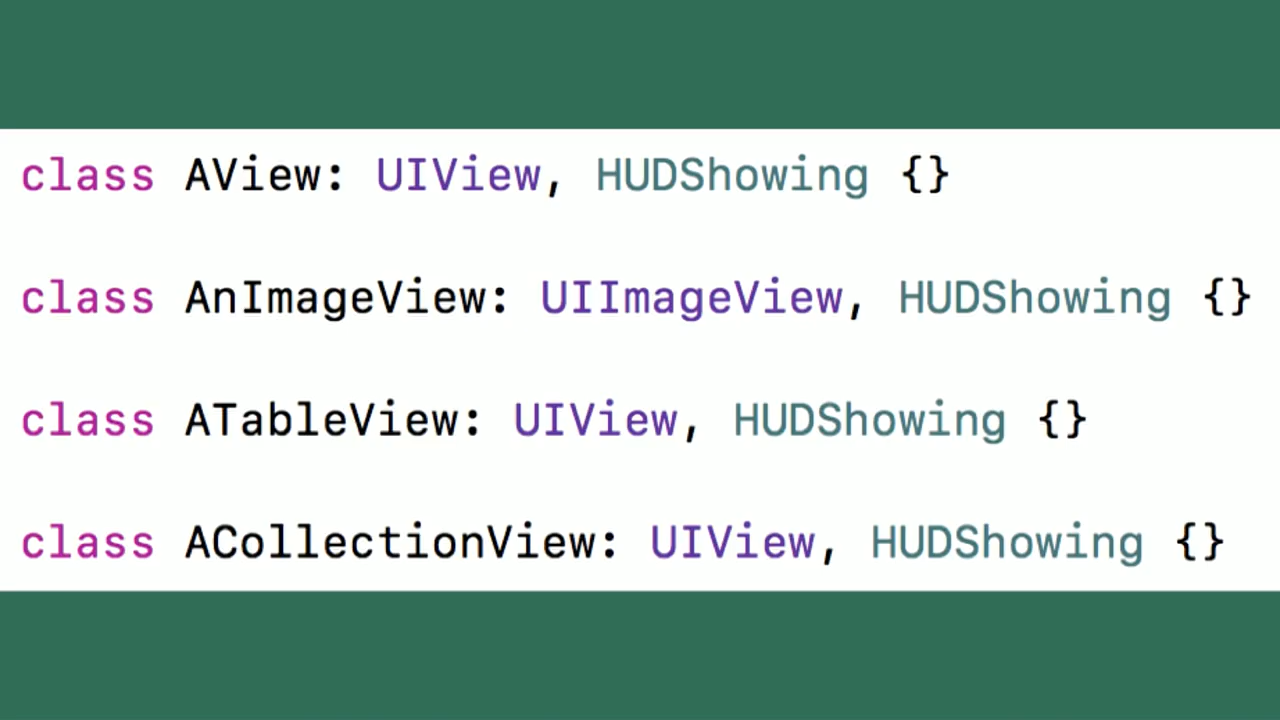 class AView: UIView, HUDShowing {}
class AnImageView: UIImageView, HUDShowing {}
class ATableView: UIView, HUDShowing {}
class ACollectionView: UIView, HUDShowing {}